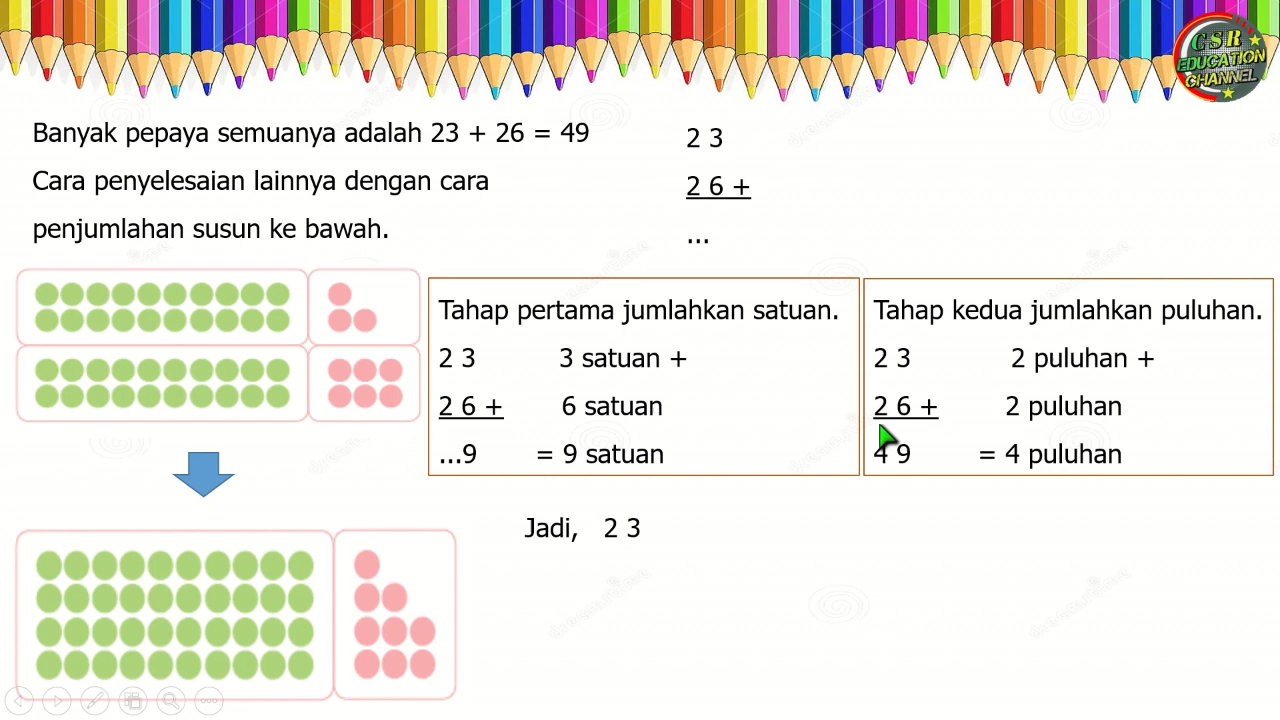 CSR
EDUCATION
CHANNEL
Banyak pepaya semuanya adalah 23 + 26 = 49
Cara penyelesaian lainnya dengan cara
penjumlahan susun ke bawah.
2 3
2 6 +
...
Tahap pertama jumlahkan satuan.
2 3 3 satuan +
2 6 + 6 satuan
...9 = 9 satuan
Tahap kedua jumlahkan puluhan.
2 3 2 puluhan +
2 6 + 2 puluhan
4 9 = 4 puluhan
Jadi, 2 3